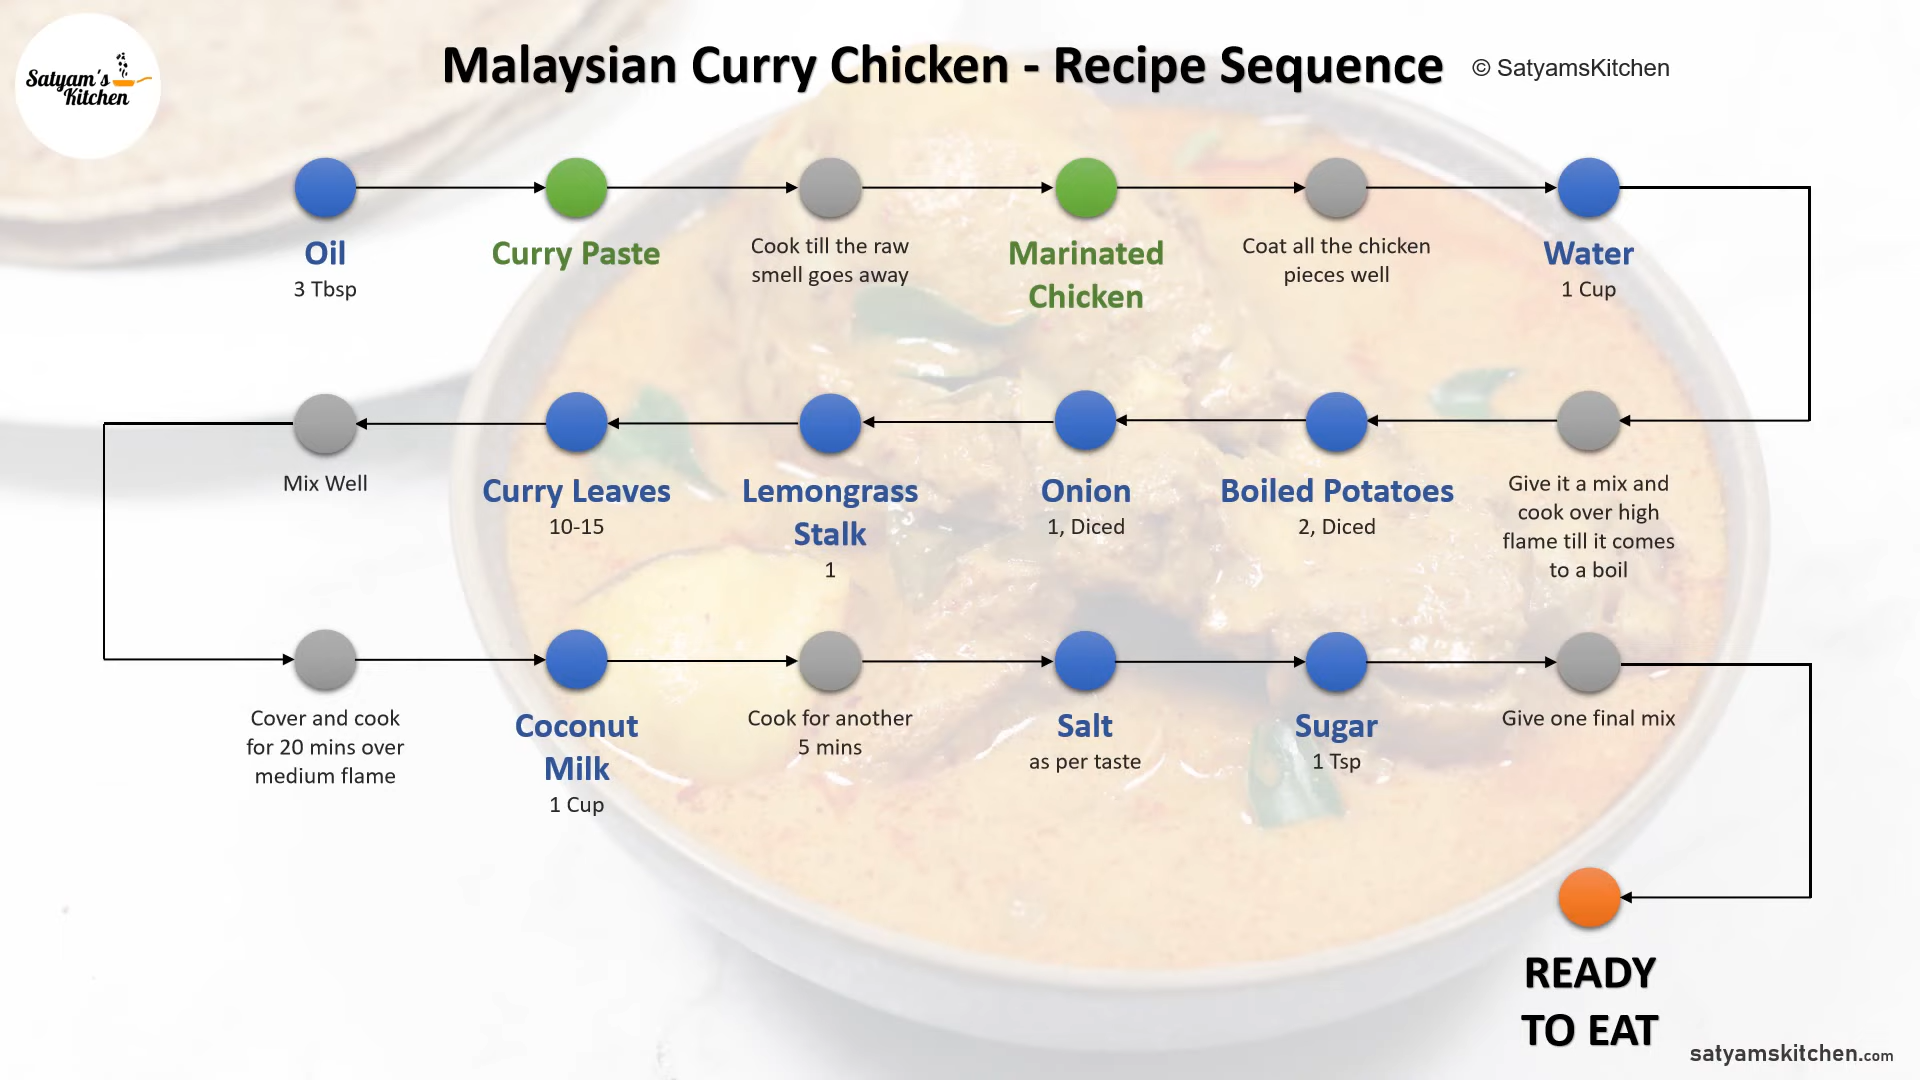 Satyam's
Kitchen
Malaysian Curry Chicken - Recipe Sequence
© SatyamsKitchen
Oil
3 Tbsp
Curry Paste
Cook till the raw
smell goes away
Marinated
Chicken
Coat all the chicken
pieces well
Water
1 Cup
Give it a mix and
cook over high
flame till it comes
to a boil
Boiled Potatoes
2, Diced
Onion
1, Diced
Lemongrass
Stalk
1
Curry Leaves
10-15
Mix Well
Cover and cook
for 20 mins over
medium flame
Coconut
Milk
1 Cup
Cook for another
5 mins
Salt
as per taste
Sugar
1 Tsp
Give one final mix
READY
TO EAT
satyamskitchen.com